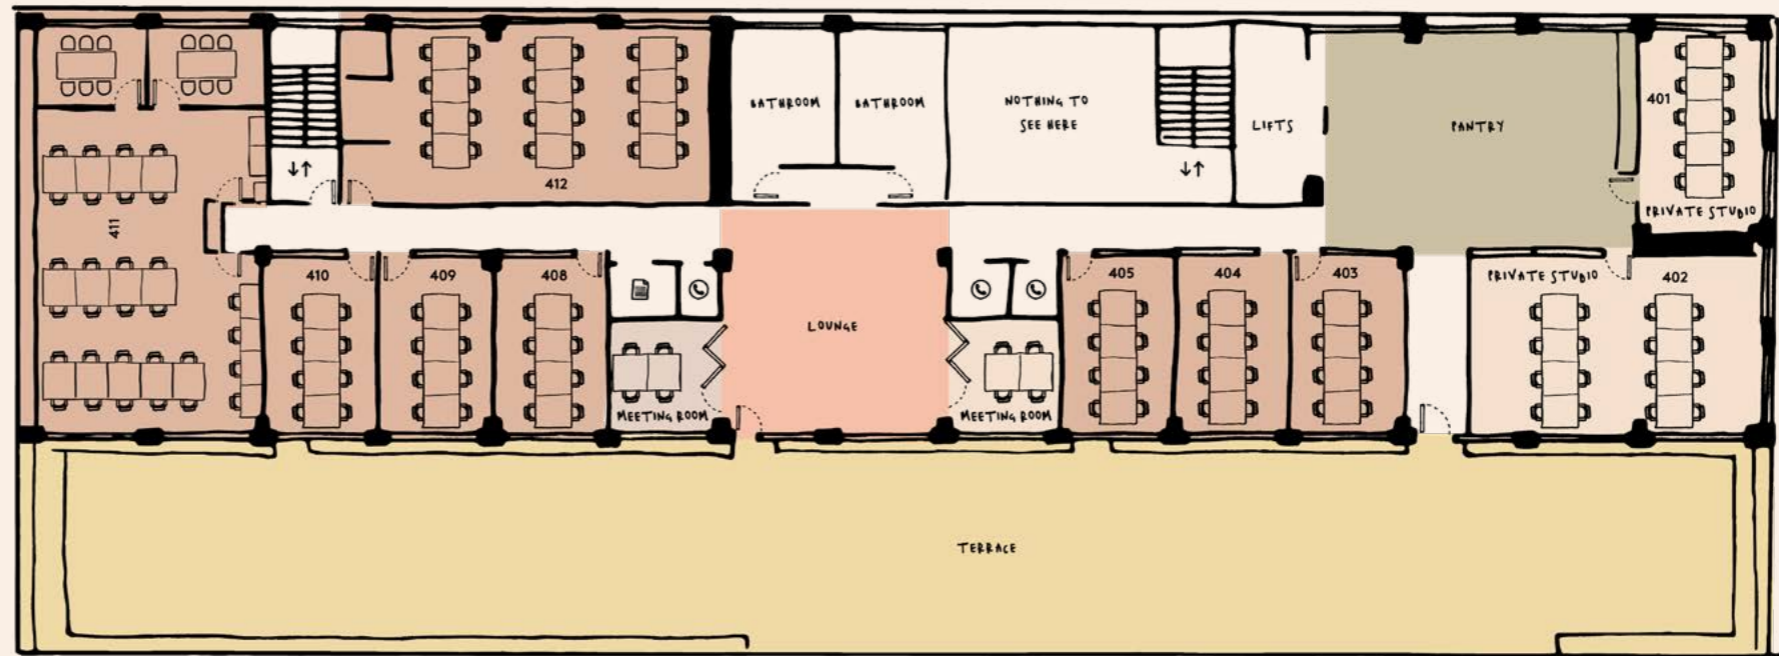 BATHROOM
BATHROOM
NOTHING TO
SEE HERE
LIFTS
PANTRY
401
PRIVATE STUDIO
↓↑
↓↑
412
411
410
409
408
405
404
403
PRIVATE STUDIO
402
LOUNGE
MEETING ROOM
MEETING ROOM
TERRACE